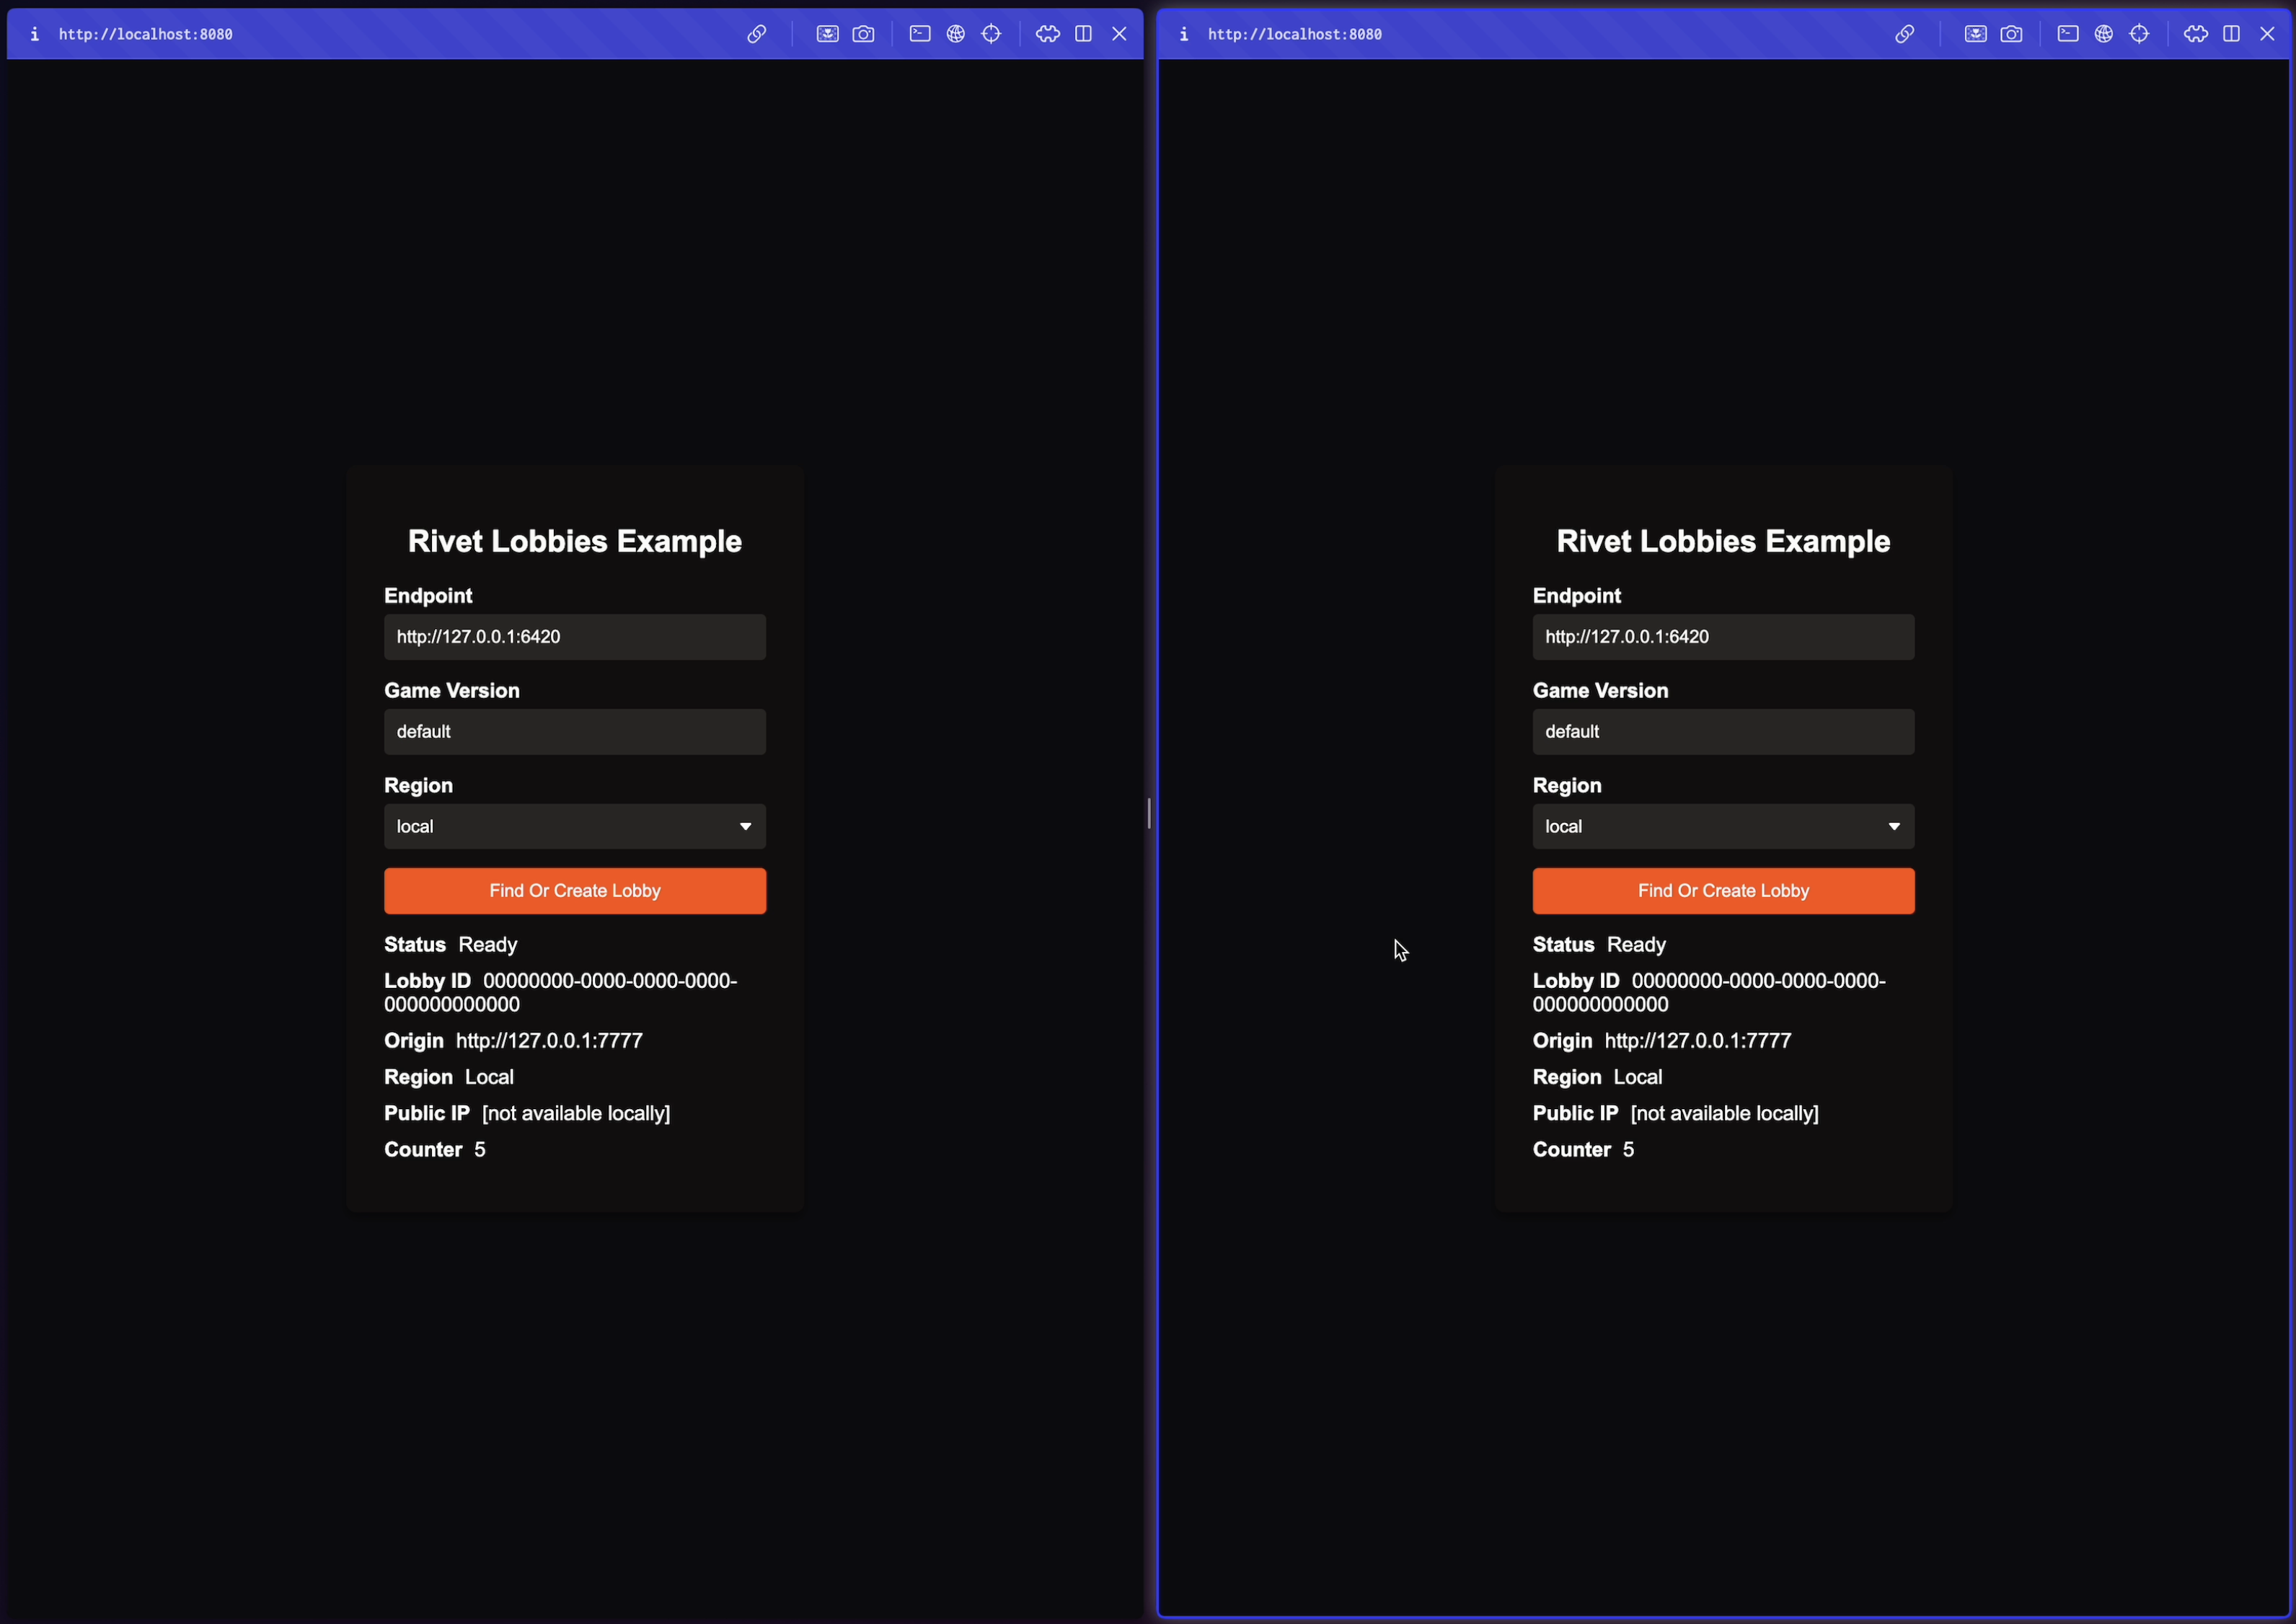 http://localhost:8080
Rivet Lobbies Example
Endpoint
http://127.0.0.1:6420
Game Version
default
Region
local
Find Or Create Lobby
Status Ready
Lobby ID 00000000-0000-0000-0000-
000000000000
Origin http://127.0.0.1:7777
Region Local
Public IP [not available locally]
Counter 5
http://localhost:8080
Rivet Lobbies Example
Endpoint
http://127.0.0.1:6420
Game Version
default
Region
local
Find Or Create Lobby
Status Ready
Lobby ID 00000000-0000-0000-0000-
000000000000
Origin http://127.0.0.1:7777
Region Local
Public IP [not available locally]
Counter 5